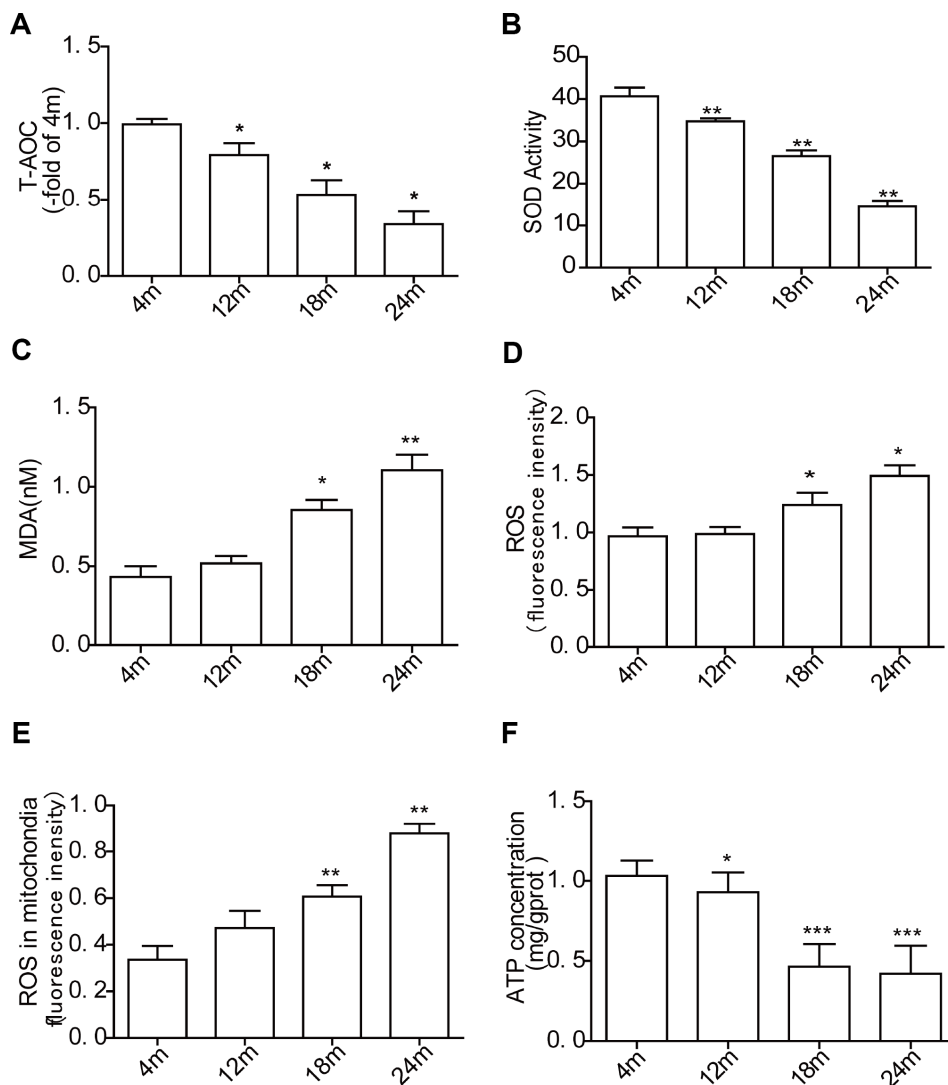 A
T-AOC
(-fold of 4m)
1. 5
1. 0
0. 5
0. 0
*
*
*
4m
12m
18m
24m
B
SOD Activity
50
40
30
20
10
0
**
**
**
4m
12m
18m
24m
C
MDA(nM)
1. 5
1. 0
0. 5
0. 0
*
**
4m
12m
18m
24m
D
ROS
(fluorescence inensity)
2. 0
1. 5
1. 0
0. 5
0. 0
*
*
4m
12m
18m
24m
E
ROS in mitochondia
(fluorescence inensity)
1. 0
0. 8
0. 6
0. 4
0. 2
0. 0
**
**
4m
12m
18m
24m
F
ATP concentration
(mg/gprot)
1. 5
1. 0
0. 5
0. 0
*
***
***
4m
12m
18m
24m